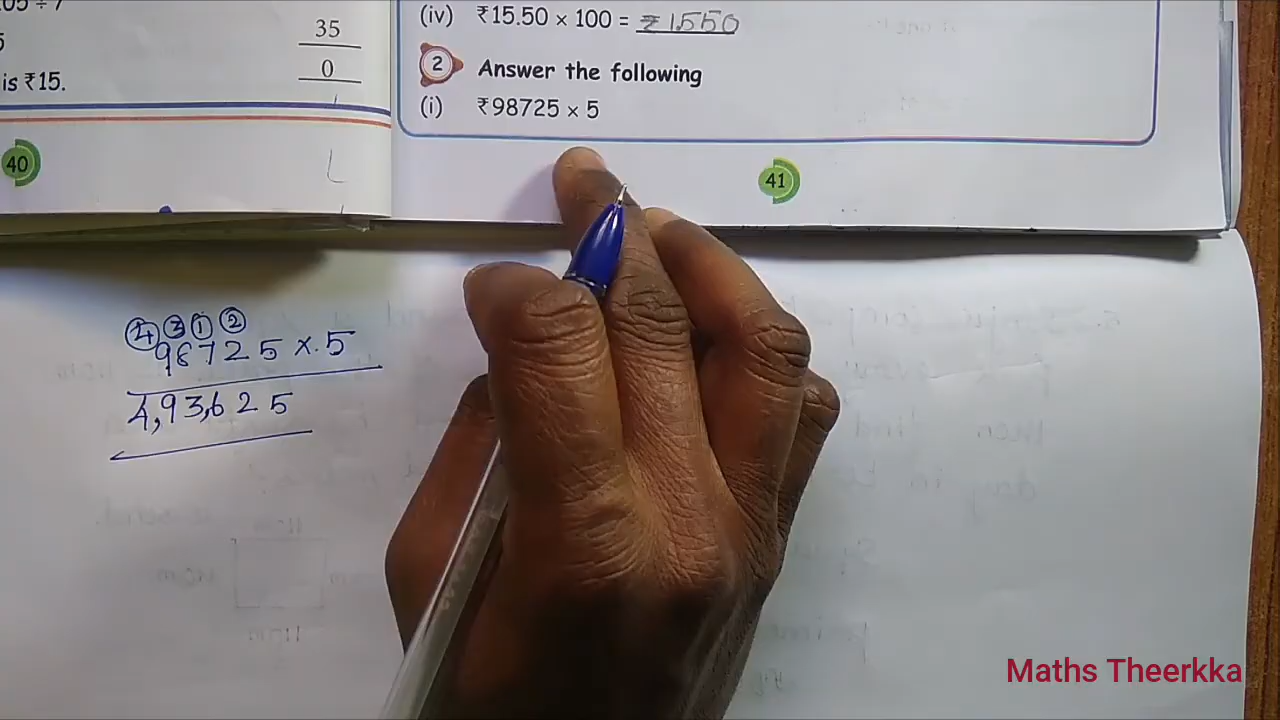 5
35
0
is ₹15.
40
(iv) ₹15.50 × 100 = ₹1550
2 Answer the following
(i) ₹98725 × 5
41
4 3 1 2
98725 x. 5
4,93,625
Maths Theerkka